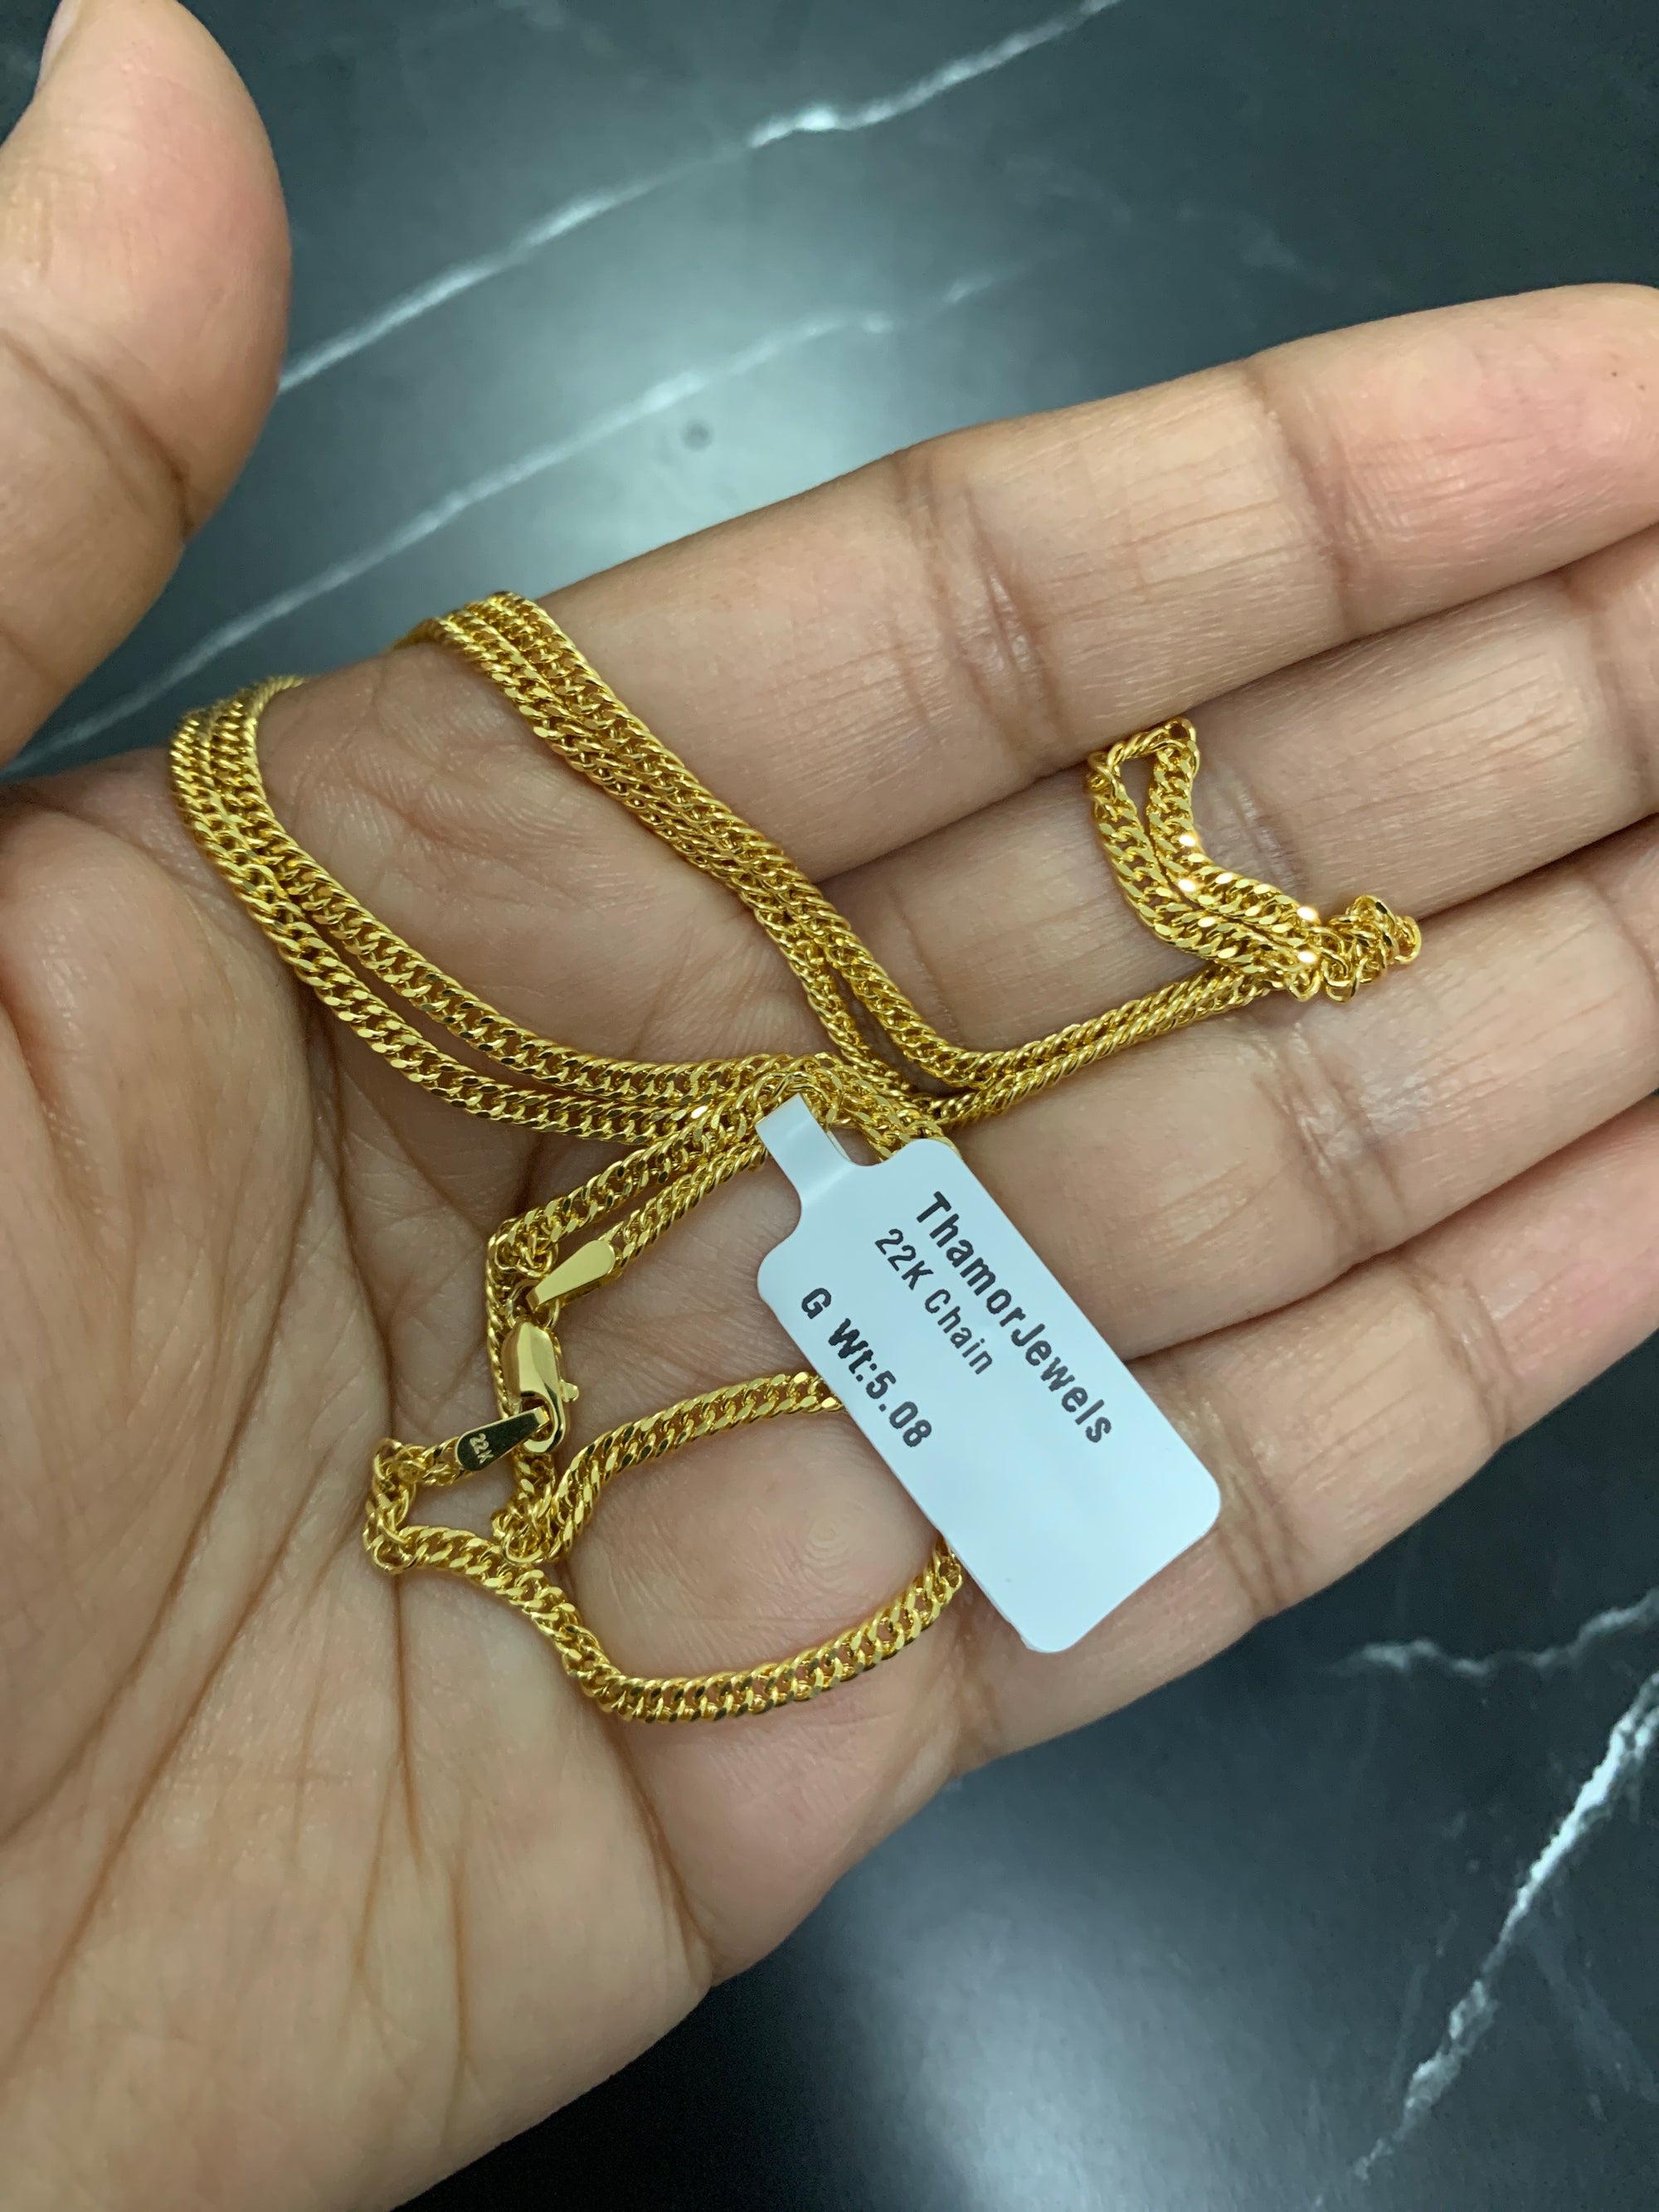 ThamorJewels
22K Chain
G Wt:5.08
22K